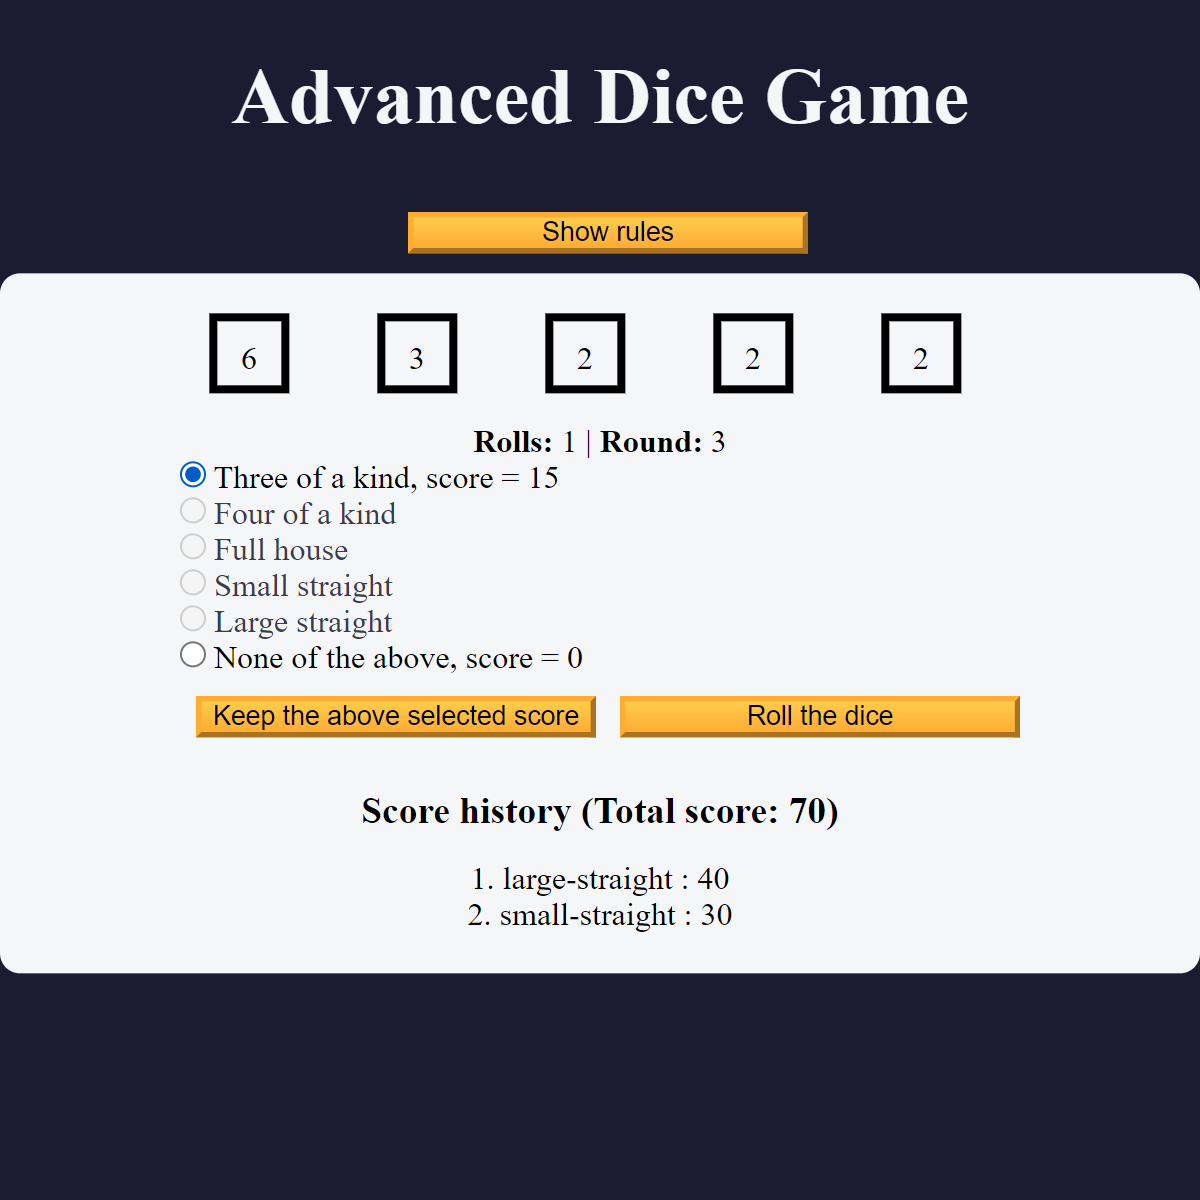 Advanced Dice Game
Show rules
6 3 2 2 2
Rolls: 1 | Round: 3
Three of a kind, score = 15
Four of a kind
Full house
Small straight
Large straight
None of the above, score = 0
Keep the above selected score Roll the dice
Score history (Total score: 70)
1. large-straight : 40
2. small-straight : 30